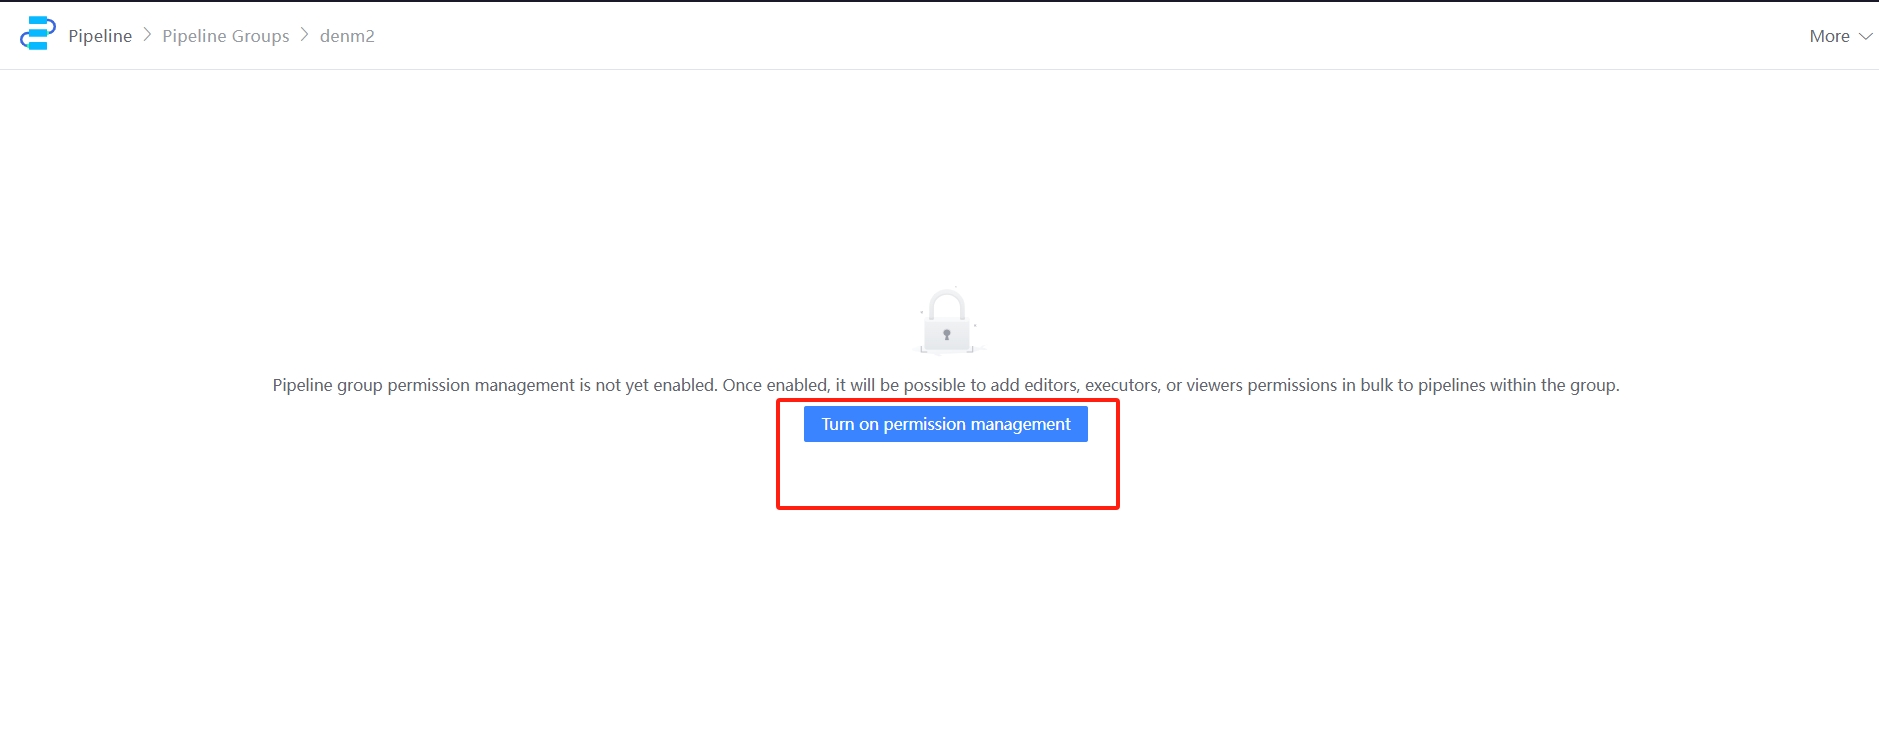 Pipeline > Pipeline Groups > denm2
More
Pipeline group permission management is not yet enabled. Once enabled, it will be possible to add editors, executors, or viewers permissions in bulk to pipelines within the group.
Turn on permission management